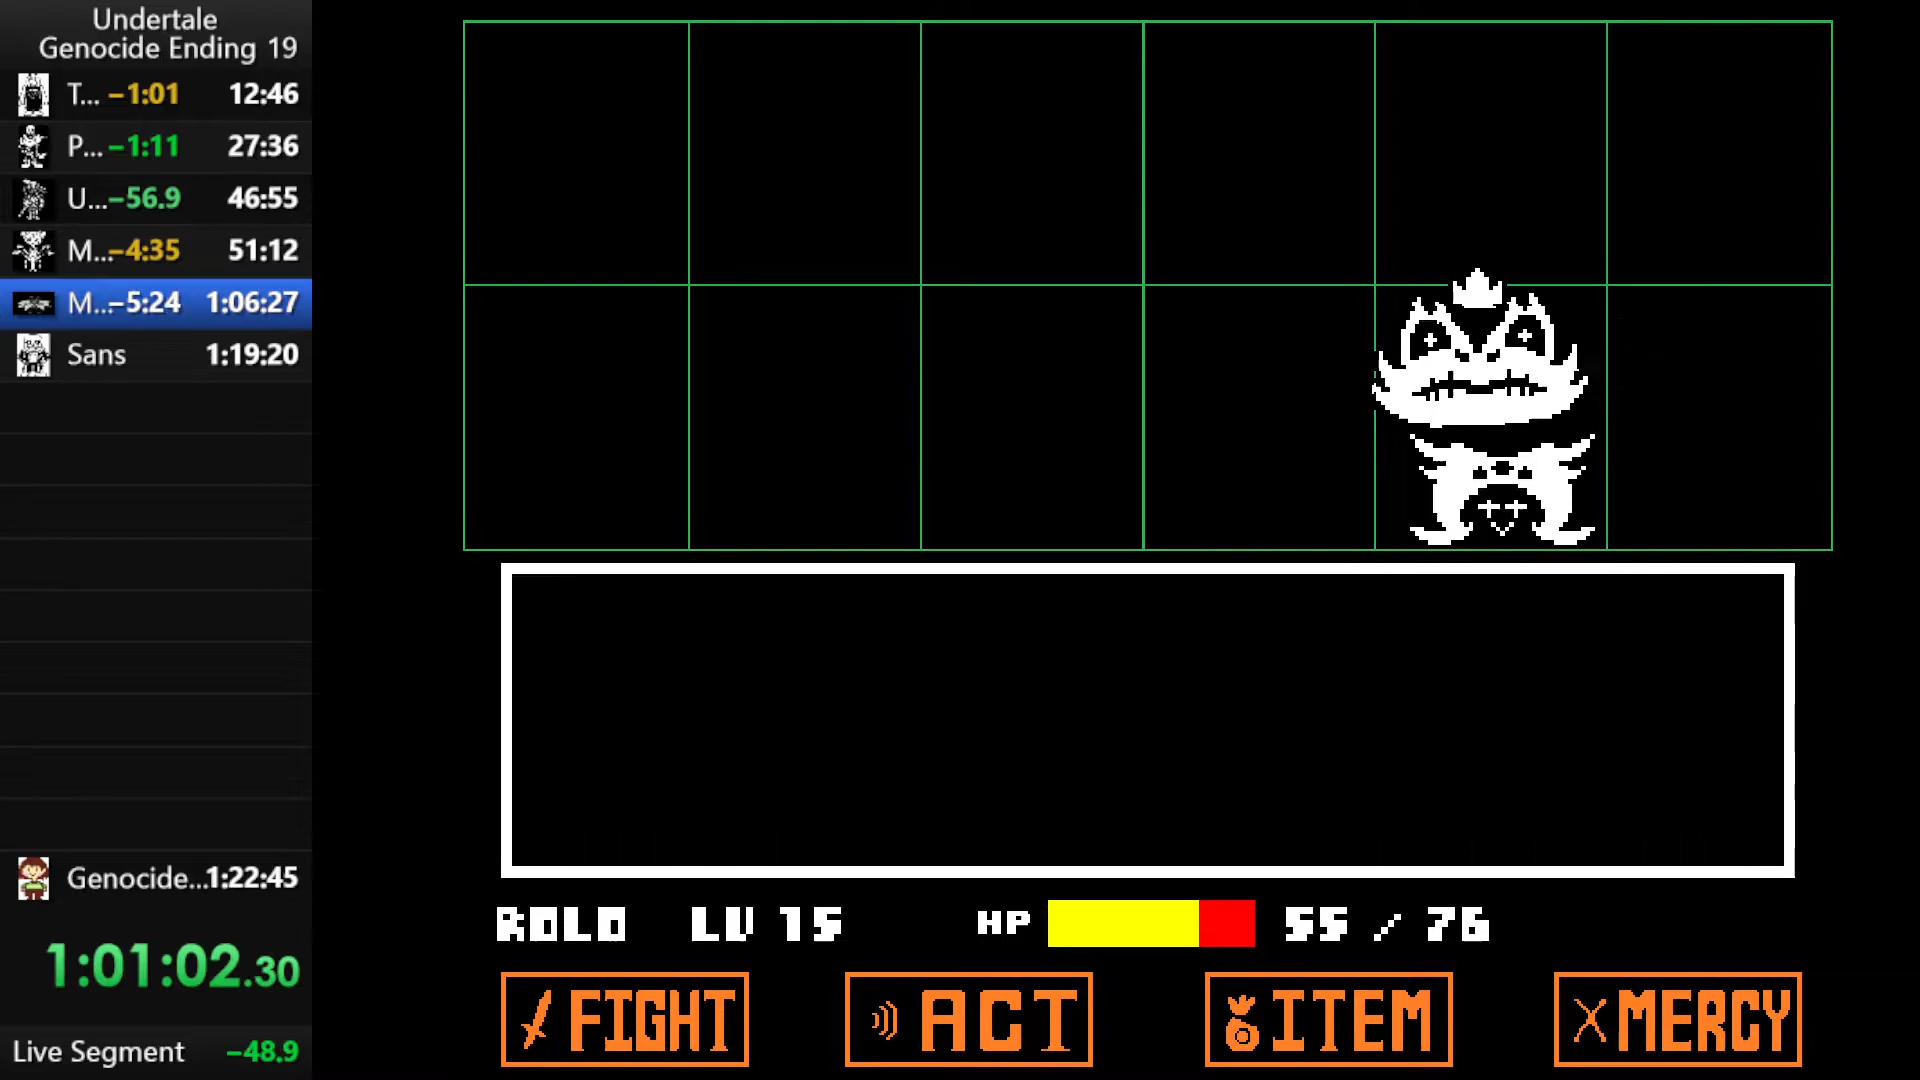 Undertale
Genocide Ending 19
T... −1:01 12:46
P... −1:11 27:36
U...−56.9 46:55
M...−4:35 51:12
M...−5:24 1:06:27
Sans 1:19:20
Genocide...1:22:45
1:01:02.30
Live Segment −48.9
ROLO LV 15 HP 55 / 76
FIGHT ACT ITEM MERCY